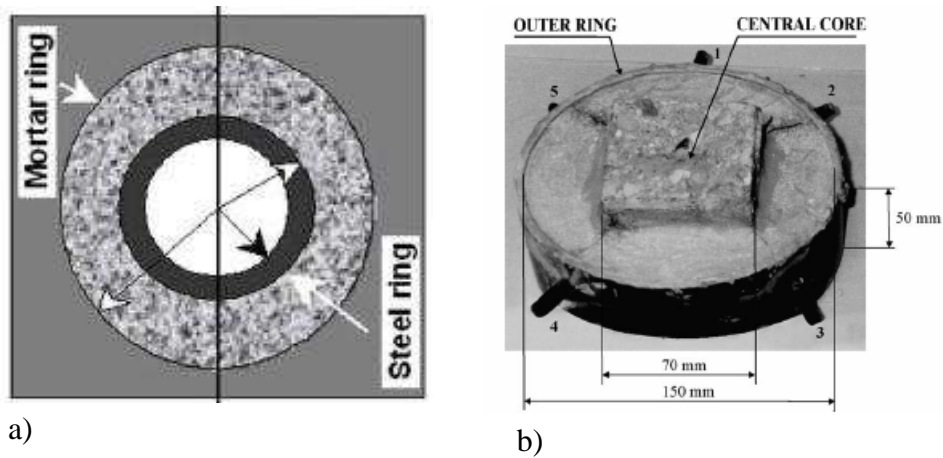 Mortar ring
Steel ring
a)
OUTER RING
CENTRAL CORE
1
5
2
50 mm
4
3
70 mm
150 mm
b)